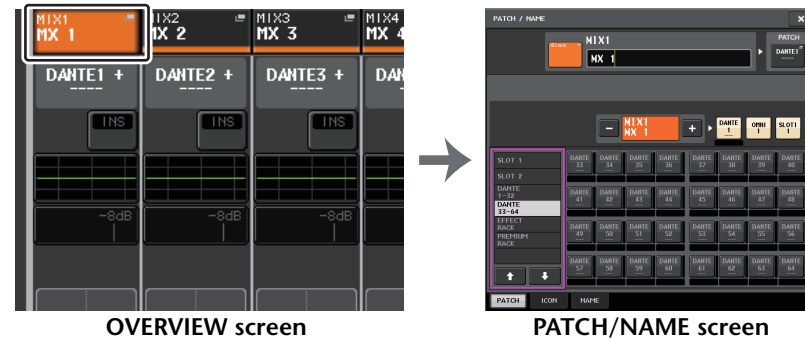 MIX1
MX 1
MIX2
MX 2
MIX3
MX 3
MIX4
MX 4
DANTE1 + ----
DANTE2 + ----
DANTE3 + ----
DAN
INS
INS
INS
-8dB
-8dB
-8dB
OVERVIEW screen
PATCH / NAME
×
MIX1
MX 1
PATCH
DANTE1
----
- MIX1 MX 1 +
DANTE 1
OMNI 1
SLOT1 1
SLOT 1
SLOT 2
DANTE 1-32
DANTE 33-64
EFFECT RACK
PREMIUM RACK
DANTE 33 DANTE 34 DANTE 35 DANTE 36 DANTE 37 DANTE 38 DANTE 39 DANTE 40
DANTE 41 DANTE 42 DANTE 43 DANTE 44 DANTE 45 DANTE 46 DANTE 47 DANTE 48
DANTE 49 DANTE 50 DANTE 51 DANTE 52 DANTE 53 DANTE 54 DANTE 55 DANTE 56
DANTE 57 DANTE 58 DANTE 59 DANTE 60 DANTE 61 DANTE 62 DANTE 63 DANTE 64
PATCH ICON NAME
PATCH/NAME screen